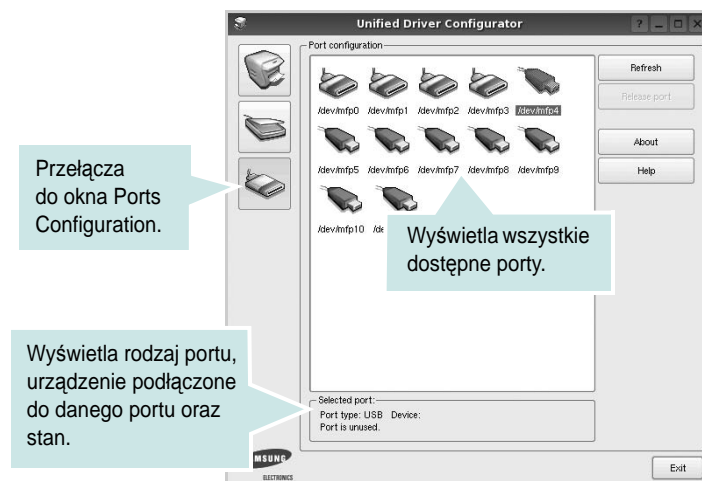 Unified Driver Configurator
Port configuration
/dev/mfp0 /dev/mfp1 /dev/mfp2 /dev/mfp3 /dev/mfp4
/dev/mfp5 /dev/mfp6 /dev/mfp7 /dev/mfp8 /dev/mfp9
/dev/mfp10 /de
Refresh
Release port
About
Help
Przełącza
do okna Ports
Configuration.
Wyświetla wszystkie
dostępne porty.
Wyświetla rodzaj portu,
urządzenie podłączone
do danego portu oraz
stan.
Selected port:
Port type: USB Device:
Port is unused.
MSUNG
ELECTRONICS
Exit